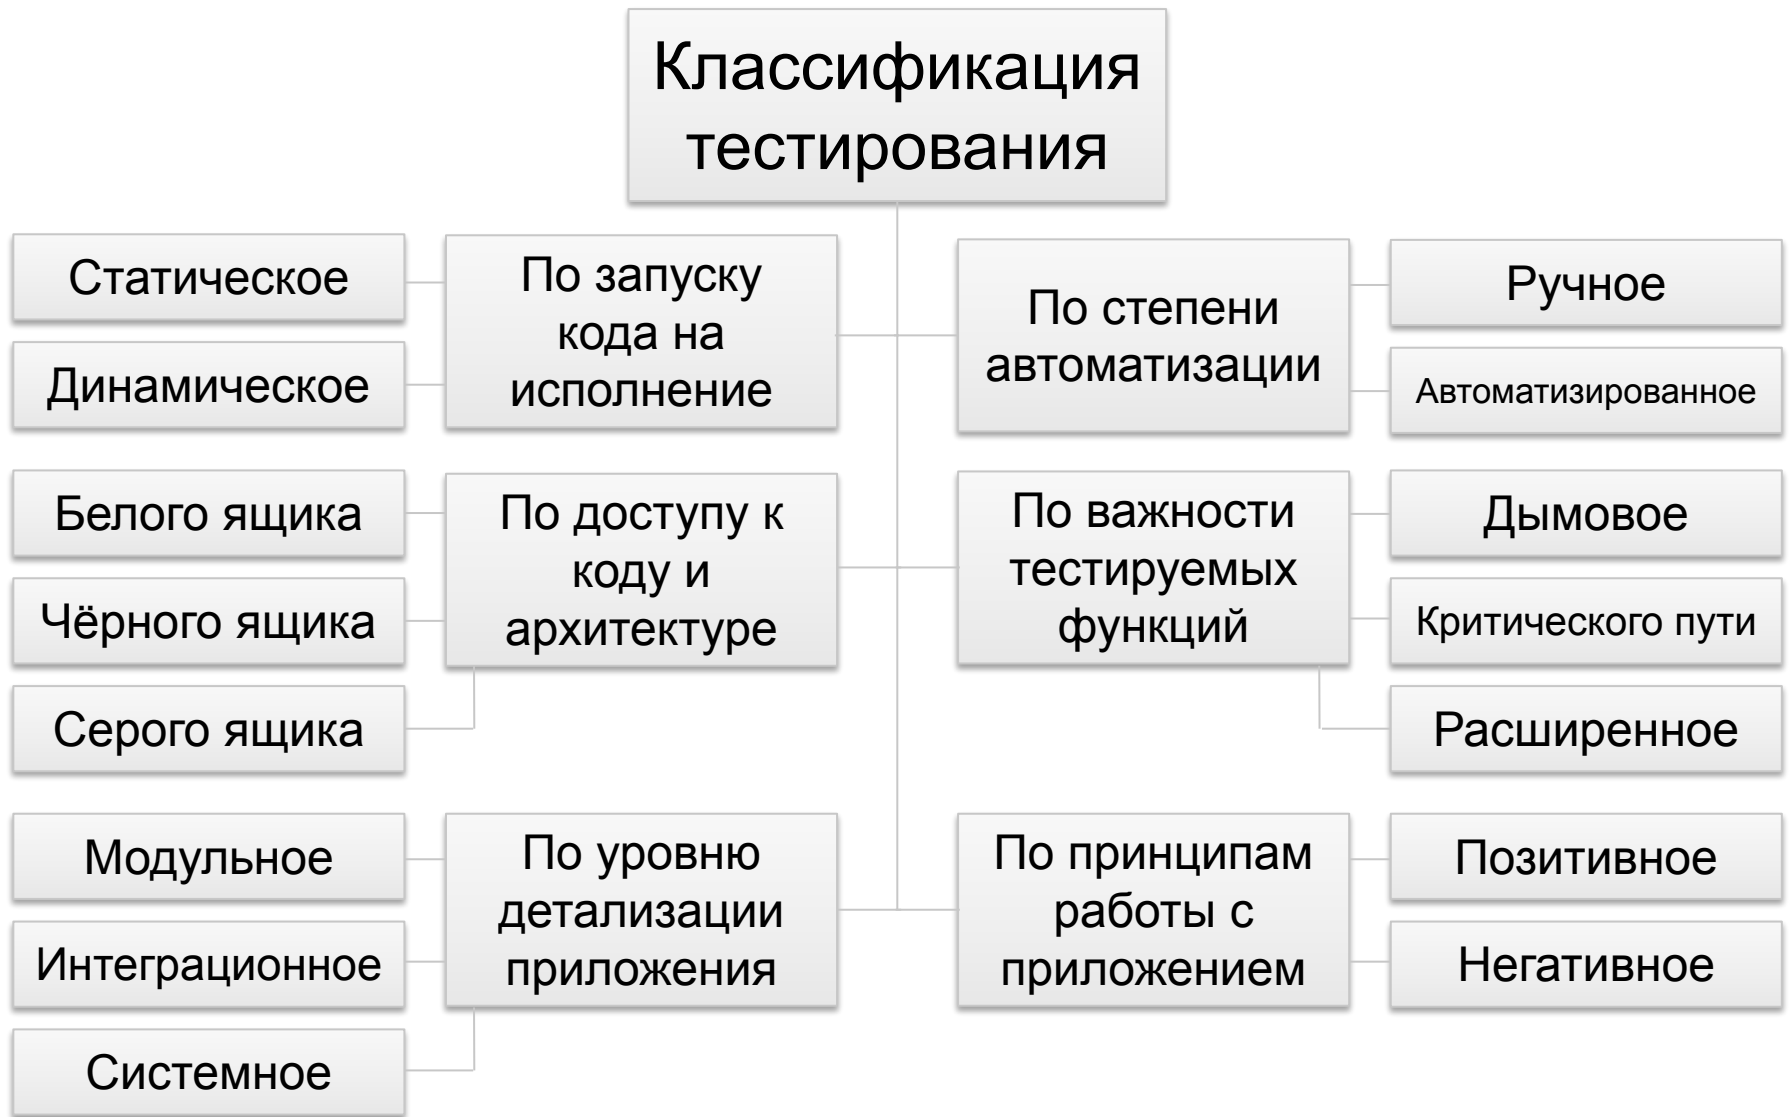 Классификация
тестирования
Статическое
Динамическое
По запуску
кода на
исполнение
По степени
автоматизации
Ручное
Автоматизированное
Белого ящика
Чёрного ящика
Серого ящика
По доступу к
коду и
архитектуре
По важности
тестируемых
функций
Дымовое
Критического пути
Расширенное
Модульное
Интеграционное
Системное
По уровню
детализации
приложения
По принципам
работы с
приложением
Позитивное
Негативное